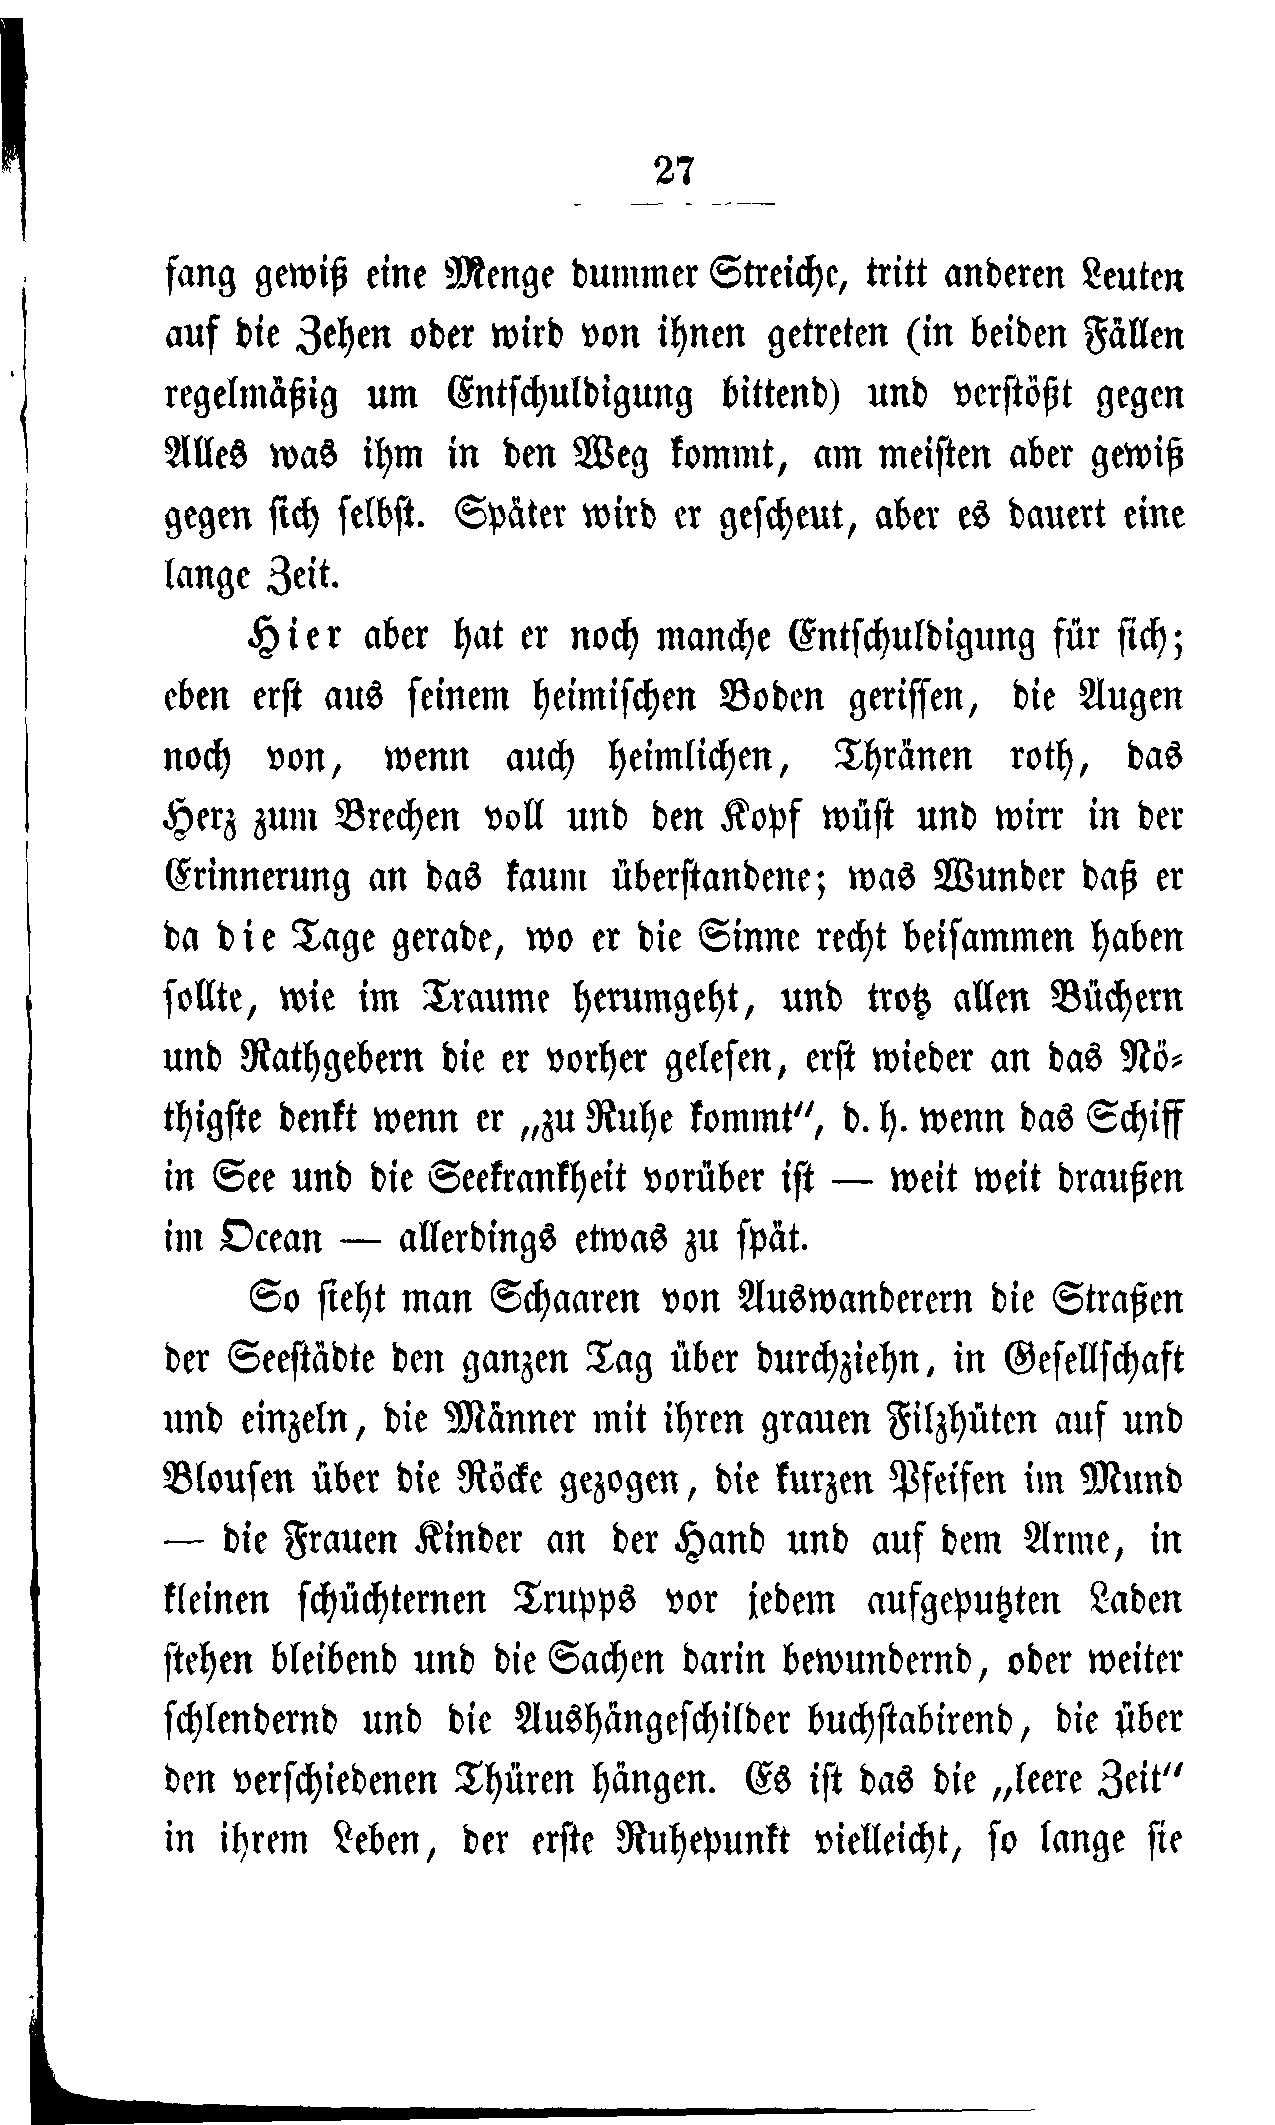 27
fang gewiß eine Menge dummer Streiche, tritt anderen Leuten
auf die Zehen oder wird von ihnen getreten (in beiden Fällen
regelmäßig um Entschuldigung bittend) und verstößt gegen
Alles was ihm in den Weg kommt, am meisten aber gewiß
gegen sich selbst. Später wird er gescheut, aber es dauert eine
lange Zeit.
Hier aber hat er noch manche Entschuldigung für sich;
eben erst aus seinem heimischen Boden gerissen, die Augen
noch von, wenn auch heimlichen, Thränen roth, das
Herz zum Brechen voll und den Kopf wüst und wirr in der
Erinnerung an das kaum überstandene; was Wunder daß er
da die Tage gerade, wo er die Sinne recht beisammen haben
sollte, wie im Traume herumgeht, und trotz allen Büchern
und Rathgebern die er vorher gelesen, erst wieder an das Nö-
thigste denkt wenn er „zu Ruhe kommt“, d. h. wenn das Schiff
in See und die Seekrankheit vorüber ist — weit weit draußen
im Ocean — allerdings etwas zu spät.
So sieht man Schaaren von Auswanderern die Straßen
der Seestädte den ganzen Tag über durchziehn, in Gesellschaft
und einzeln, die Männer mit ihren grauen Filzhüten auf und
Blousen über die Röcke gezogen, die kurzen Pfeifen im Mund
— die Frauen Kinder an der Hand und auf dem Arme, in
kleinen schüchternen Trupps vor jedem aufgeputzten Laden
stehen bleibend und die Sachen darin bewundernd, oder weiter
schlendernd und die Aushängeschilder buchstabirend, die über
den verschiedenen Thüren hängen. Es ist das die „leere Zeit“
in ihrem Leben, der erste Ruhepunkt vielleicht, so lange sie